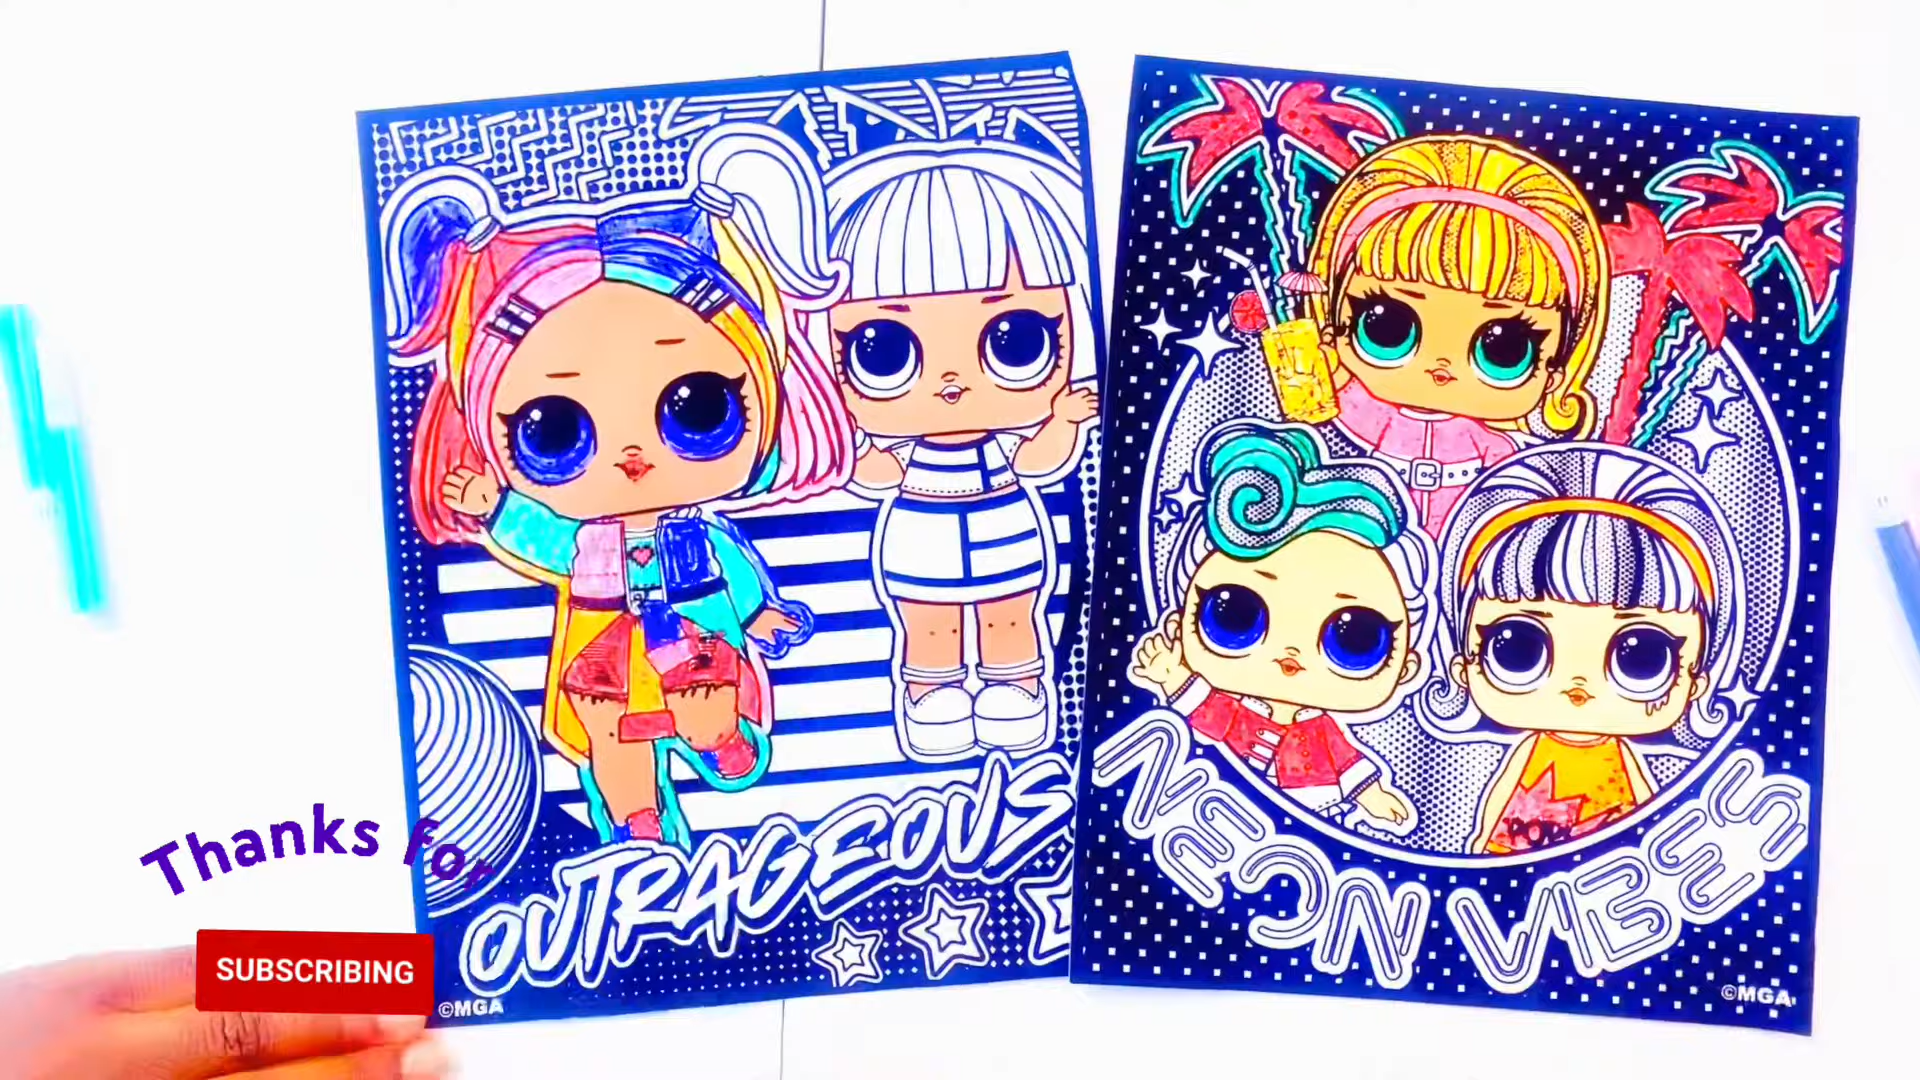 Thanks for
SUBSCRIBING
OUTRAGEOUS
©MGA
POP
NEON VIBES
©MGA